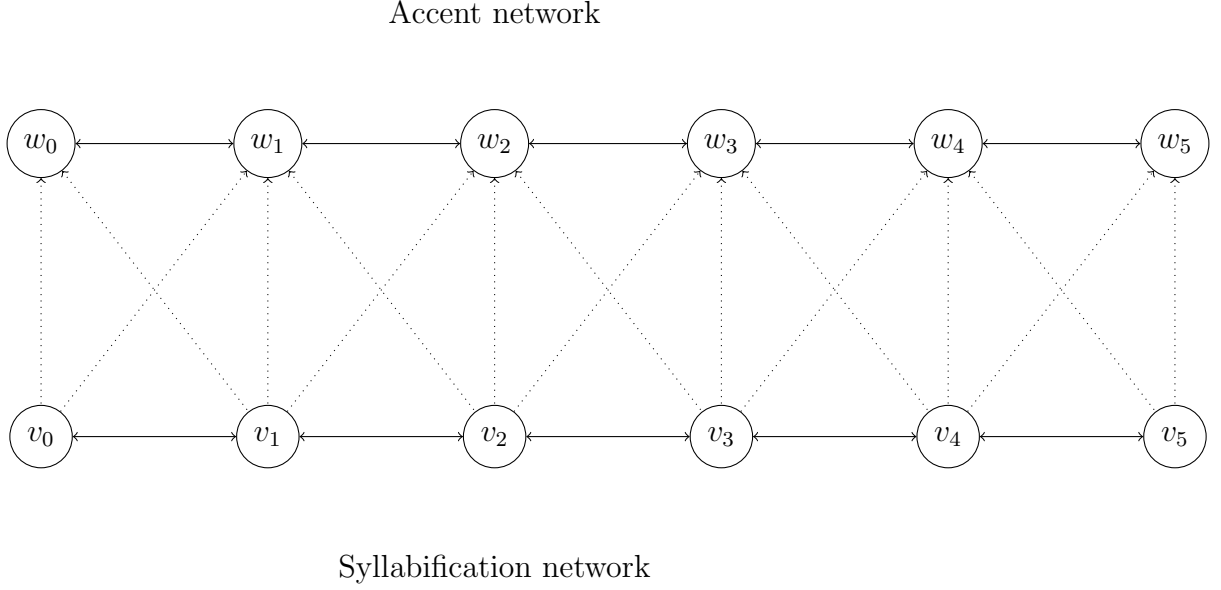 Accent network
w₀ w₁ w₂ w₃ w₄ w₅
v₀ v₁ v₂ v₃ v₄ v₅
Syllabification network